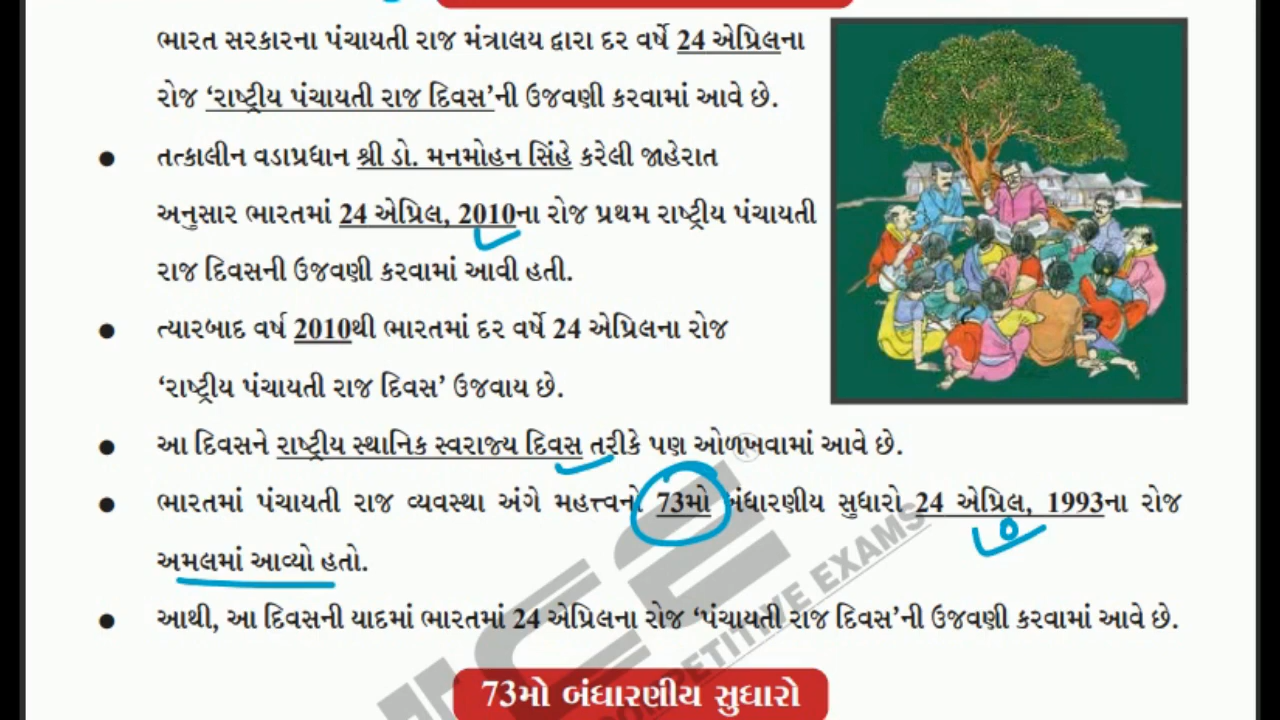 ભારત સરકારના પંચાયતી રાજ મંત્રાલય દ્વારા દર વર્ષે 24 એપ્રિલના
રોજ ‘રાષ્ટ્રીય પંચાયતી રાજ દિવસ’ની ઉજવણી કરવામાં આવે છે.
● તત્કાલીન વડાપ્રધાન શ્રી ડો. મનમોહન સિંહે કરેલી જાહેરાત
અનુસાર ભારતમાં 24 એપ્રિલ, 2010ના રોજ પ્રથમ રાષ્ટ્રીય પંચાયતી
રાજ દિવસની ઉજવણી કરવામાં આવી હતી.
● ત્યારબાદ વર્ષ 2010થી ભારતમાં દર વર્ષે 24 એપ્રિલના રોજ
‘રાષ્ટ્રીય પંચાયતી રાજ દિવસ’ ઉજવાય છે.
● આ દિવસને રાષ્ટ્રીય સ્થાનિક સ્વરાજ્ય દિવસ તરીકે પણ ઓળખવામાં આવે છે.
● ભારતમાં પંચાયતી રાજ વ્યવસ્થા અંગે મહત્ત્વનો 73મો બંધારણીય સુધારો 24 એપ્રિલ, 1993ના રોજ
અમલમાં આવ્યો હતો.
● આથી, આ દિવસની યાદમાં ભારતમાં 24 એપ્રિલના રોજ ‘પંચાયતી રાજ દિવસ’ની ઉજવણી કરવામાં આવે છે.
ICE ®
COMPETITIVE EXAMS
73મો બંધારણીય સુધારો